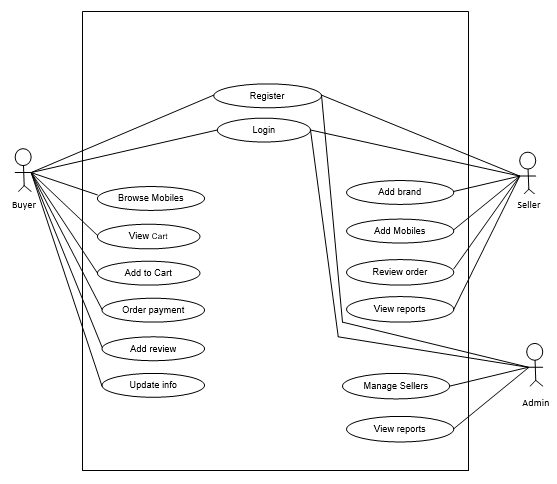 Register
Login
Buyer
Seller
Browse Mobiles
View Cart
Add to Cart
Order payment
Add review
Update info
Add brand
Add Mobiles
Review order
View reports
Manage Sellers
View reports
Admin